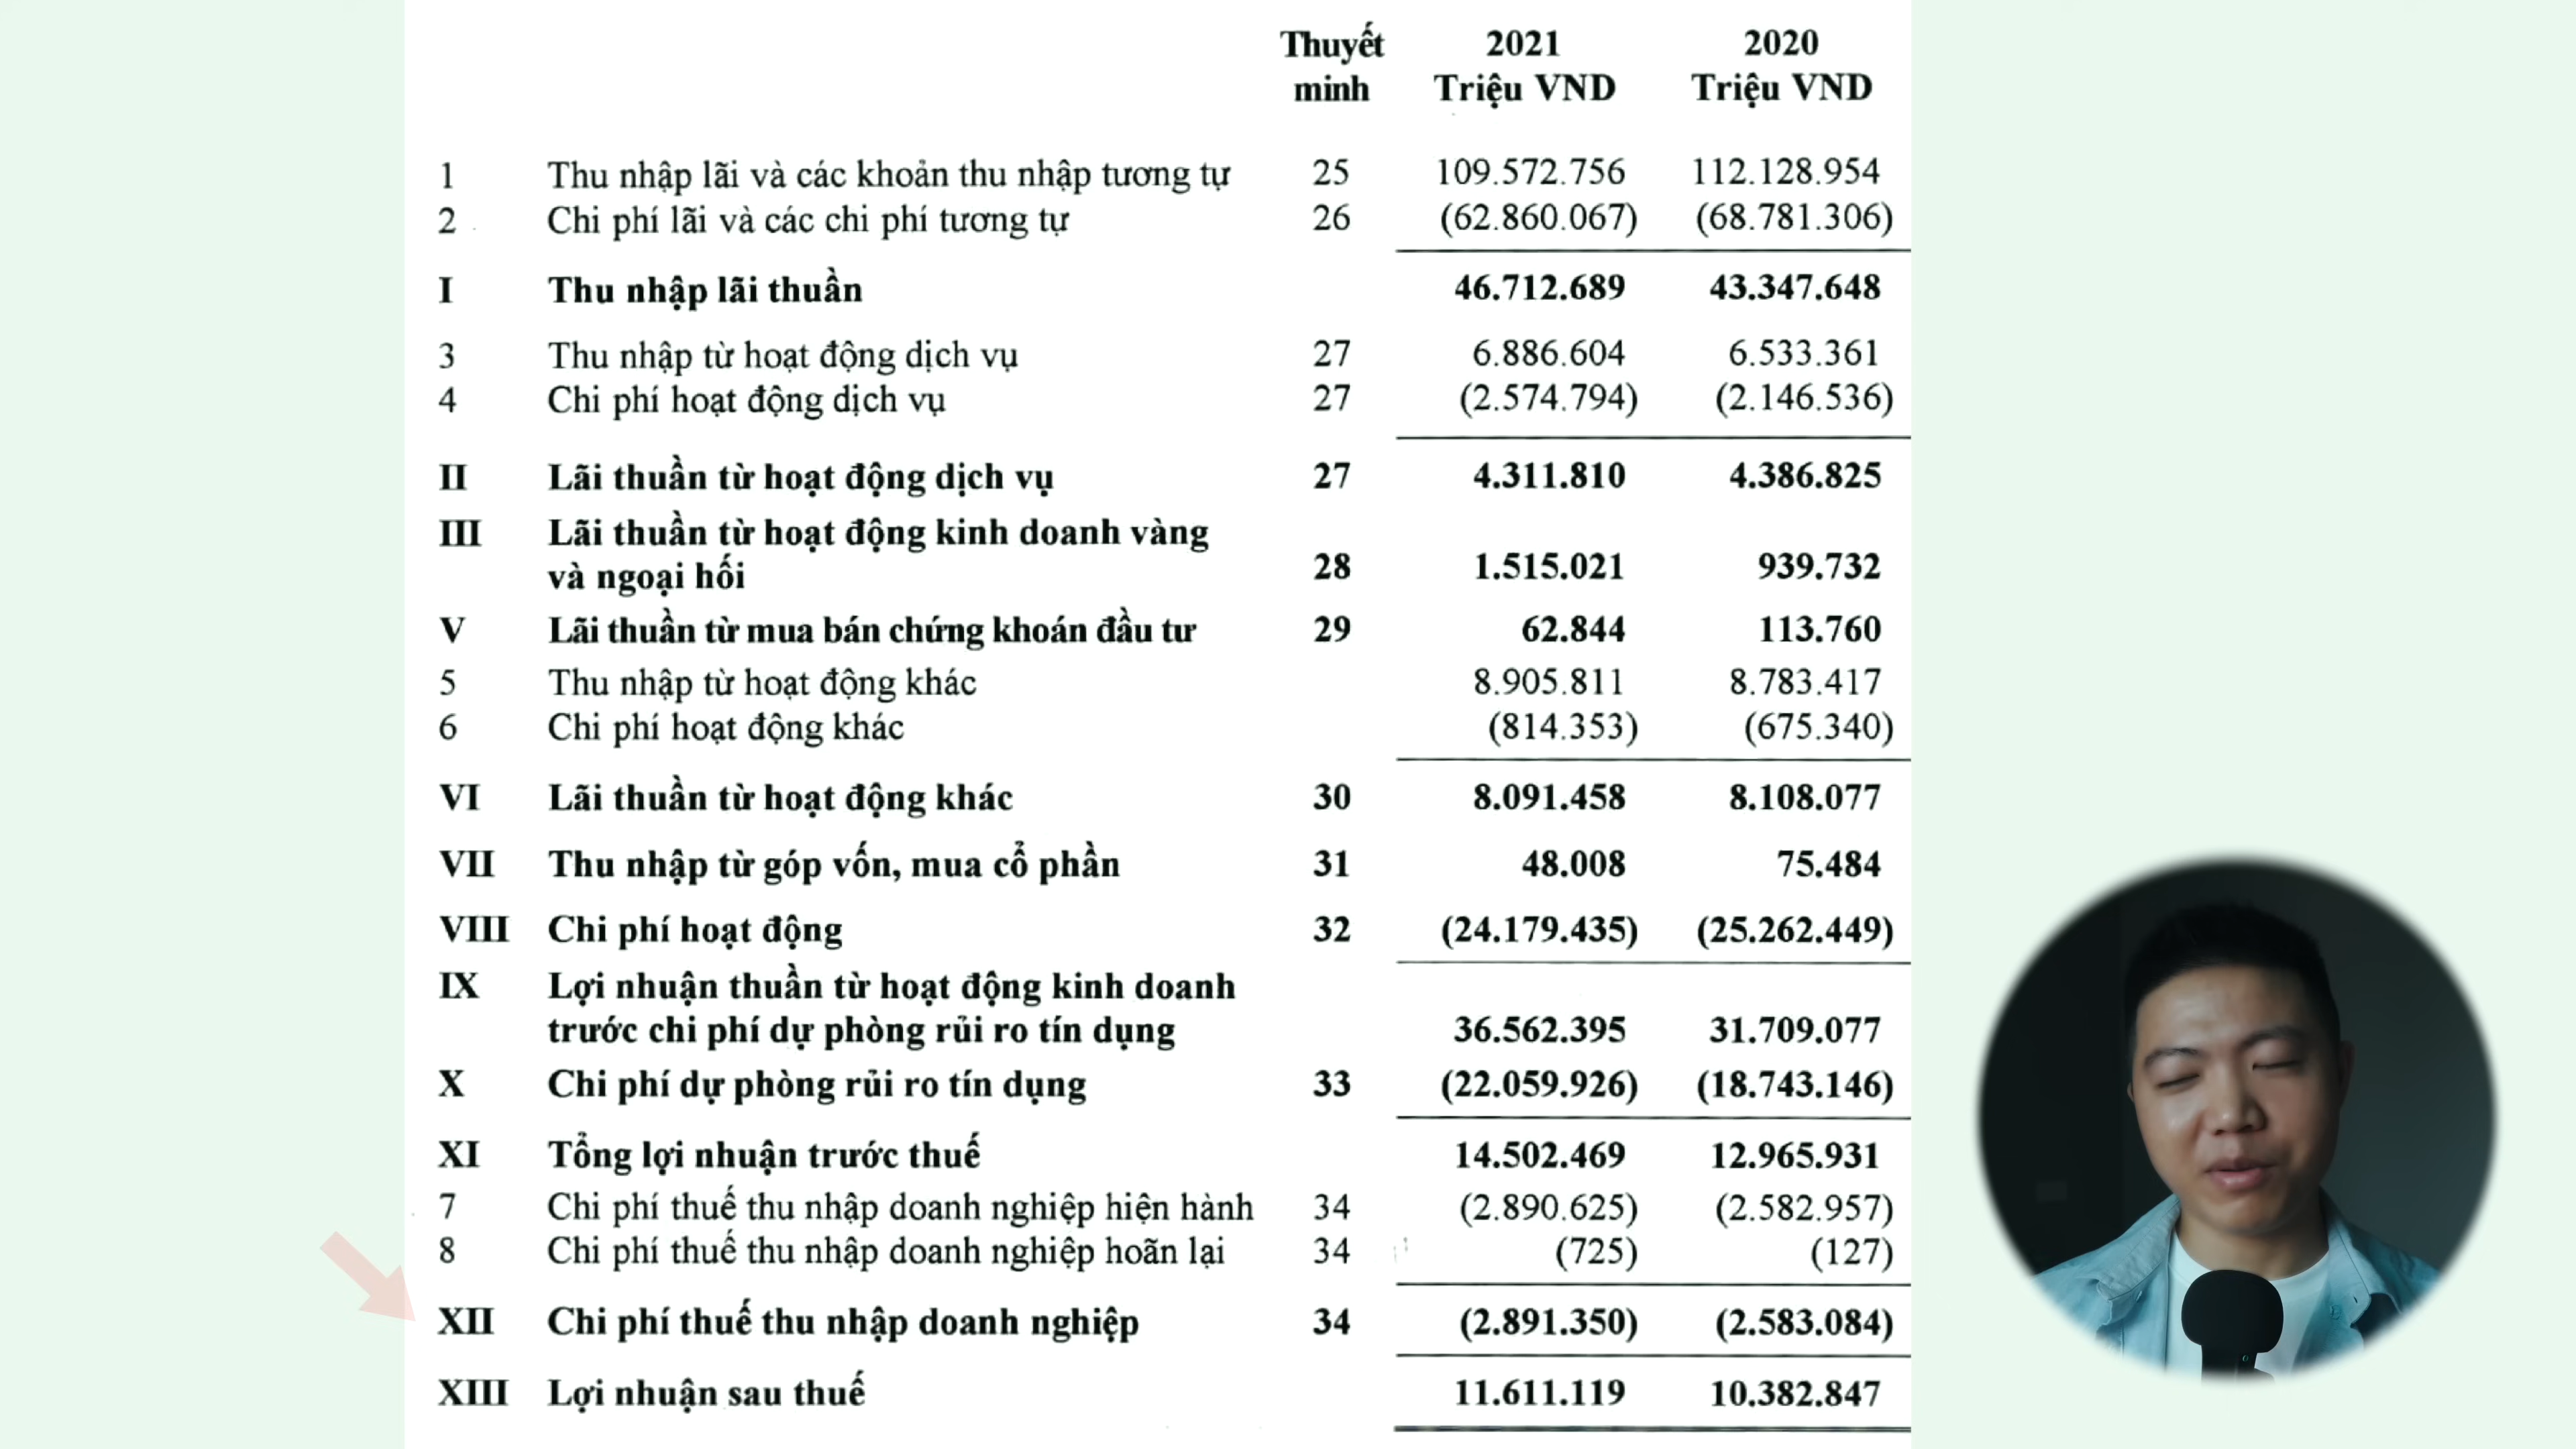 Thuyết 2021 2020
minh Triệu VND Triệu VND
1 Thu nhập lãi và các khoản thu nhập tương tự 25 109.572.756 112.128.954
2 Chi phí lãi và các chi phí tương tự 26 (62.860.067) (68.781.306)
I Thu nhập lãi thuần 46.712.689 43.347.648
3 Thu nhập từ hoạt động dịch vụ 27 6.886.604 6.533.361
4 Chi phí hoạt động dịch vụ 27 (2.574.794) (2.146.536)
II Lãi thuần từ hoạt động dịch vụ 27 4.311.810 4.386.825
III Lãi thuần từ hoạt động kinh doanh vàng
và ngoại hối 28 1.515.021 939.732
V Lãi thuần từ mua bán chứng khoán đầu tư 29 62.844 113.760
5 Thu nhập từ hoạt động khác 8.905.811 8.783.417
6 Chi phí hoạt động khác (814.353) (675.340)
VI Lãi thuần từ hoạt động khác 30 8.091.458 8.108.077
VII Thu nhập từ góp vốn, mua cổ phần 31 48.008 75.484
VIII Chi phí hoạt động 32 (24.179.435) (25.262.449)
IX Lợi nhuận thuần từ hoạt động kinh doanh
trước chi phí dự phòng rủi ro tín dụng 36.562.395 31.709.077
X Chi phí dự phòng rủi ro tín dụng 33 (22.059.926) (18.743.146)
XI Tổng lợi nhuận trước thuế 14.502.469 12.965.931
7 Chi phí thuế thu nhập doanh nghiệp hiện hành 34 (2.890.625) (2.582.957)
8 Chi phí thuế thu nhập doanh nghiệp hoãn lại 34 (725) (127)
XII Chi phí thuế thu nhập doanh nghiệp 34 (2.891.350) (2.583.084)
XIII Lợi nhuận sau thuế 11.611.119 10.382.847